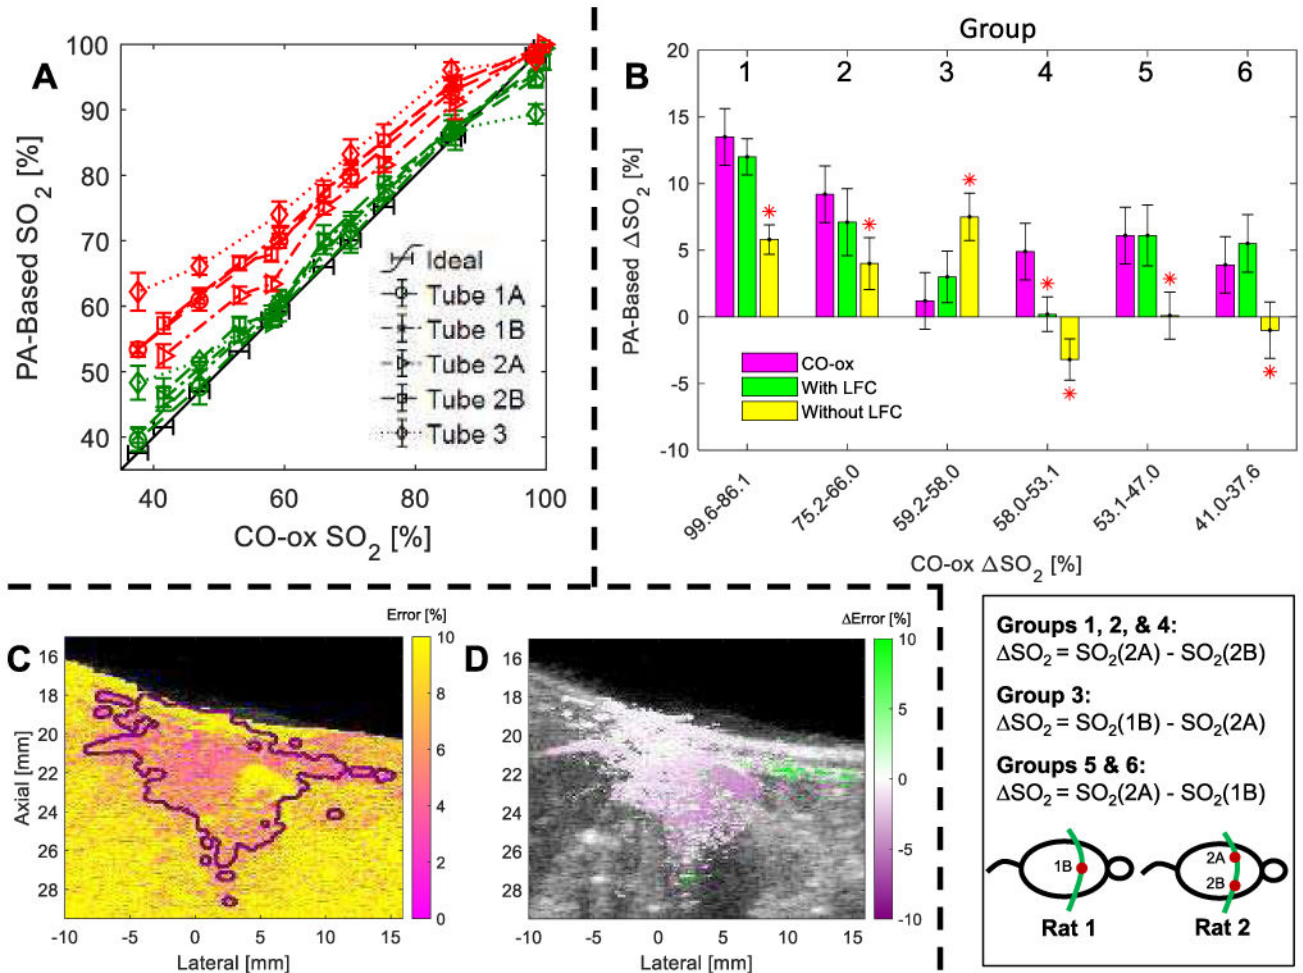 A
PA-Based SO2 [%]
100
90
80
70
60
50
40
40
60
80
100
CO-ox SO2 [%]
Ideal
Tube 1A
Tube 1B
Tube 2A
Tube 2B
Tube 3
Group
B
PA-Based ΔSO2 [%]
20
15
10
5
0
-5
-10
1
2
3
4
5
6
CO-ox
With LFC
Without LFC
99.6-86.1
75.2-66.0
59.2-58.0
58.0-53.1
53.1-47.0
41.0-37.6
CO-ox ΔSO2 [%]
C
Error [%]
Axial [mm]
16
18
20
22
24
26
28
-10
-5
0
5
10
15
Lateral [mm]
10
8
6
4
2
0
D
ΔError [%]
16
18
20
22
24
26
28
-10
-5
0
5
10
15
Lateral [mm]
10
5
0
-5
-10
Groups 1, 2, & 4:
ΔSO2 = SO2(2A) - SO2(2B)
Group 3:
ΔSO2 = SO2(1B) - SO2(2A)
Groups 5 & 6:
ΔSO2 = SO2(2A) - SO2(1B)
1B
Rat 1
2A
2B
Rat 2